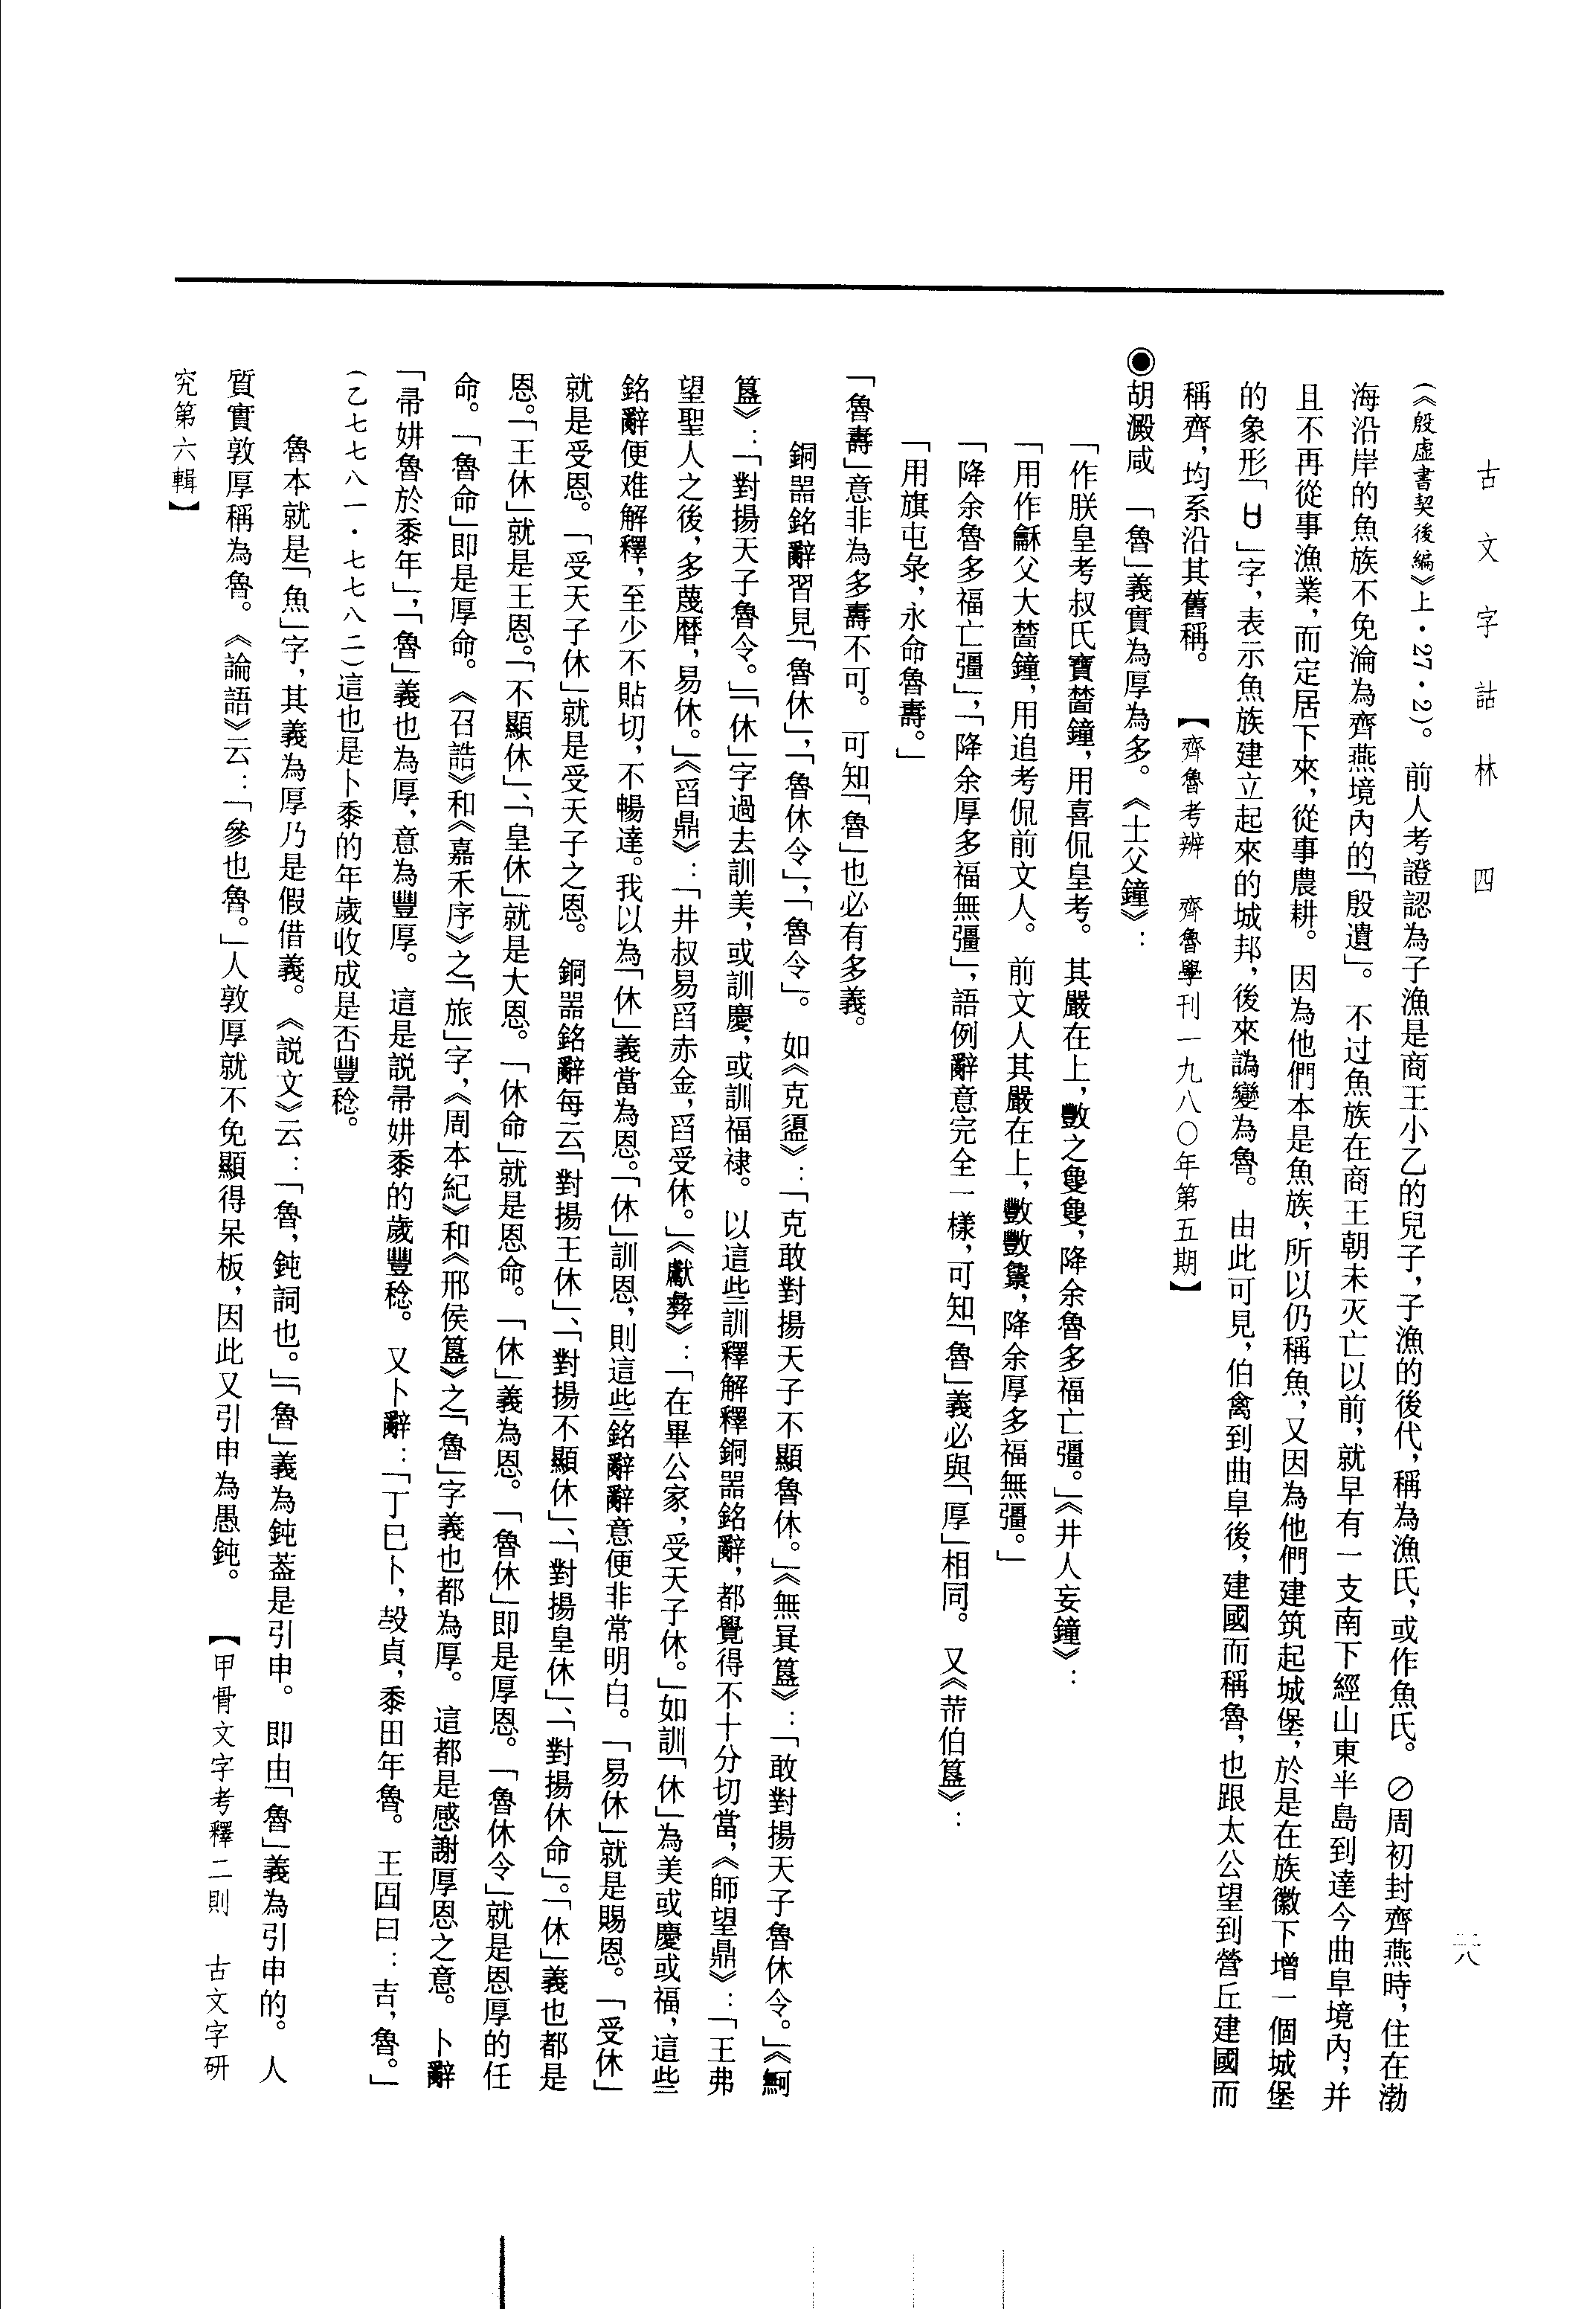 古文字詁林 四
二八
(《殷虛書契後編》上·27·2)。前人考證認為子漁是商王小乙的兒子，子漁的後代，稱為漁氏，或作魚氏。⊘周初封齊燕時，住在渤
海沿岸的魚族不免淪為齊燕境內的「殷遺」。不过魚族在商王朝未灭亡以前，就早有一支南下經山東半島到達今曲阜境內，并
且不再從事漁業，而定居下來，從事農耕。因為他們本是魚族，所以仍稱魚，又因為他們建筑起城堡，於是在族徽下增一個城堡
的象形「」字，表示魚族建立起來的城邦，後來譌變為魯。由此可見，伯禽到曲阜後，建國而稱魯，也跟太公望到營丘建國而
稱齊，均系沿其舊稱。【齊魯考辨 齊魯學刊一九八〇年第五期】
◉胡澱咸 「魯」義實為厚為多。《士父鐘》：
「作朕皇考叔氏寶鐘，用喜侃皇考。其嚴在上，之，降余魯多福亡彊。」《井人妄鐘》：
「用作龢父大鐘，用追考侃前文人。前文人其嚴在上，，降余厚多福無彊。」
「降余魯多福亡彊」，「降余厚多福無彊」，語例辭意完全一樣，可知「魯」義必與「厚」相同。又《伯簋》：
「用旗屯彔，永命魯壽。」
「魯壽」意非為多壽不可。可知「魯」也必有多義。
銅器銘辭習見「魯休」，「魯休令」，「魯令」。如《克盨》：「克敢對揚天子不顯魯休。」《無㠱簋》：「敢對揚天子魯休令。」《
簋》：「對揚天子魯令。」「休」字過去訓美，或訓慶，或訓福祿。以這些訓釋解釋銅器銘辭，都覺得不十分切當，《師望鼎》：「王弗
望聖人之後，多蔑曆，易休。」《舀鼎》：「井叔易舀赤金，舀受休。」《獻彝》：「在畢公家，受天子休。」如訓「休」為美或慶或福，這些
銘辭便难解釋，至少不貼切，不暢達。我以為「休」義當為恩。「休」訓恩，則這些銘辭辭意便非常明白。「易休」就是賜恩。「受休」
就是受恩。「受天子休」就是受天子之恩。銅器銘辭每云「對揚王休」、「對揚不顯休」、「對揚皇休」、「對揚休命」。「休」義也都是
恩。「王休」就是王恩。「不顯休」、「皇休」就是大恩。「休命」就是恩命。「休」義為恩。「魯休」即是厚恩。「魯休令」就是恩厚的任
命。「魯命」即是厚命。《召誥》和《嘉禾序》之「旅」字，《周本紀》和《邢侯簋》之「魯」字義也都為厚。這都是感謝厚恩之意。卜辭
「帚妌魯於黍年」，「魯」義也為厚，意為豐厚。這是說帚妌黍的歲豐稔。又卜辭：「丁巳卜，㱿貞，黍田年魯。王固曰：吉，魯。」
(乙七七八一·七七八二)這也是卜黍的年歲收成是否豐稔。
魯本就是「魚」字，其義為厚乃是假借義。《說文》云：「魯，鈍詞也。」「魯」義為鈍葢是引申。即由「魯」義為引申的。人
質實敦厚稱為魯。《論語》云：「參也魯。」人敦厚就不免顯得呆板，因此又引申為愚鈍。【甲骨文字考釋二則 古文字研
究第六輯】